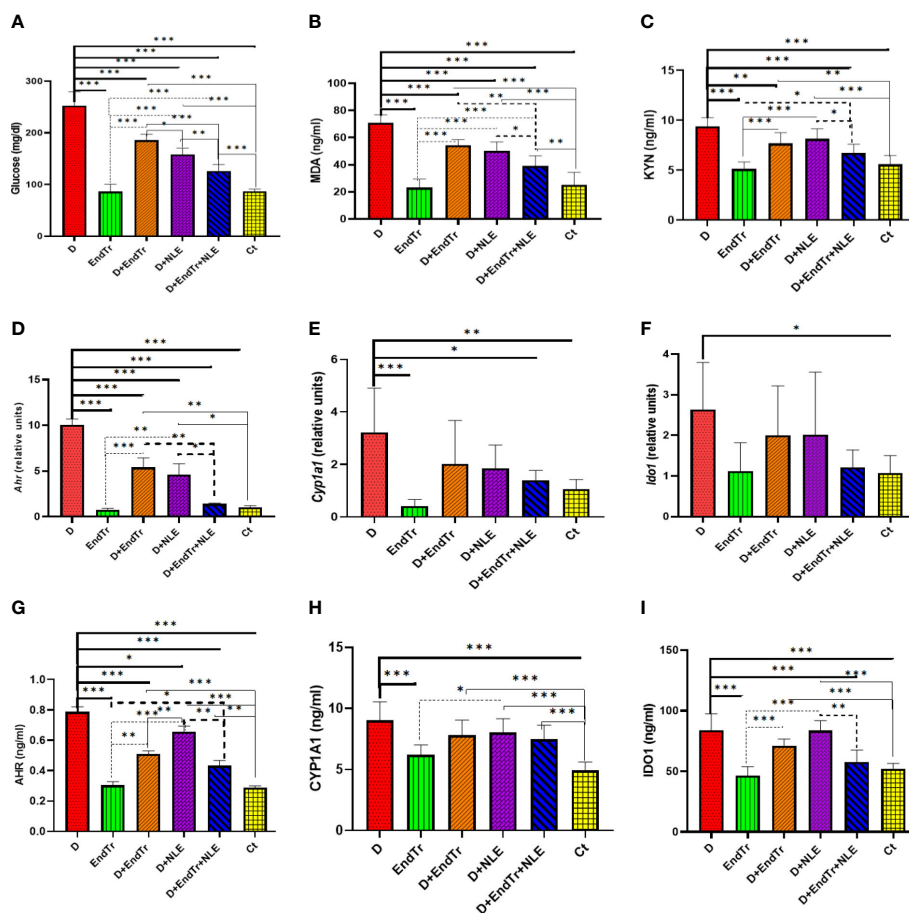 A
B
C
***
***
***
***
***
***
***
***
***
***
*
**
***
300
200
100
0
Glucose (mg/dl)
D
EndTr
D+EndTr
D+NLE
D+EndTr+NLE
Ct
***
***
***
***
***
***
**
***
***
***
*
**
100
80
60
40
20
0
MDA (ng/ml)
D
EndTr
D+EndTr
D+NLE
D+EndTr+NLE
Ct
***
***
**
**
***
*
***
***
***
*
15
10
5
0
KYN (ng/ml)
D
EndTr
D+EndTr
D+NLE
D+EndTr+NLE
Ct
D
E
F
***
***
***
***
***
**
*
**
**
***
*
15
10
5
0
Ahr (relative units)
D
EndTr
D+EndTr
D+NLE
D+EndTr+NLE
Ct
**
*
***
6
4
2
0
Cyp1a1 (relative units)
D
EndTr
D+EndTr
D+NLE
D+EndTr+NLE
Ct
*
4
3
2
1
0
Ido1 (relative units)
D
EndTr
D+EndTr
D+NLE
D+EndTr+NLE
Ct
G
H
I
***
***
*
***
***
***
*
***
***
**
**
**
**
1.0
0.8
0.6
0.4
0.2
0.0
AHR (ng/ml)
D
EndTr
D+EndTr
D+NLE
D+EndTr+NLE
Ct
***
***
***
*
***
***
15
10
5
0
CYP1A1 (ng/ml)
D
EndTr
D+EndTr
D+NLE
D+EndTr+NLE
Ct
***
***
***
***
***
***
**
***
150
100
50
0
IDO1 (ng/ml)
D
EndTr
D+EndTr
D+NLE
D+EndTr+NLE
Ct